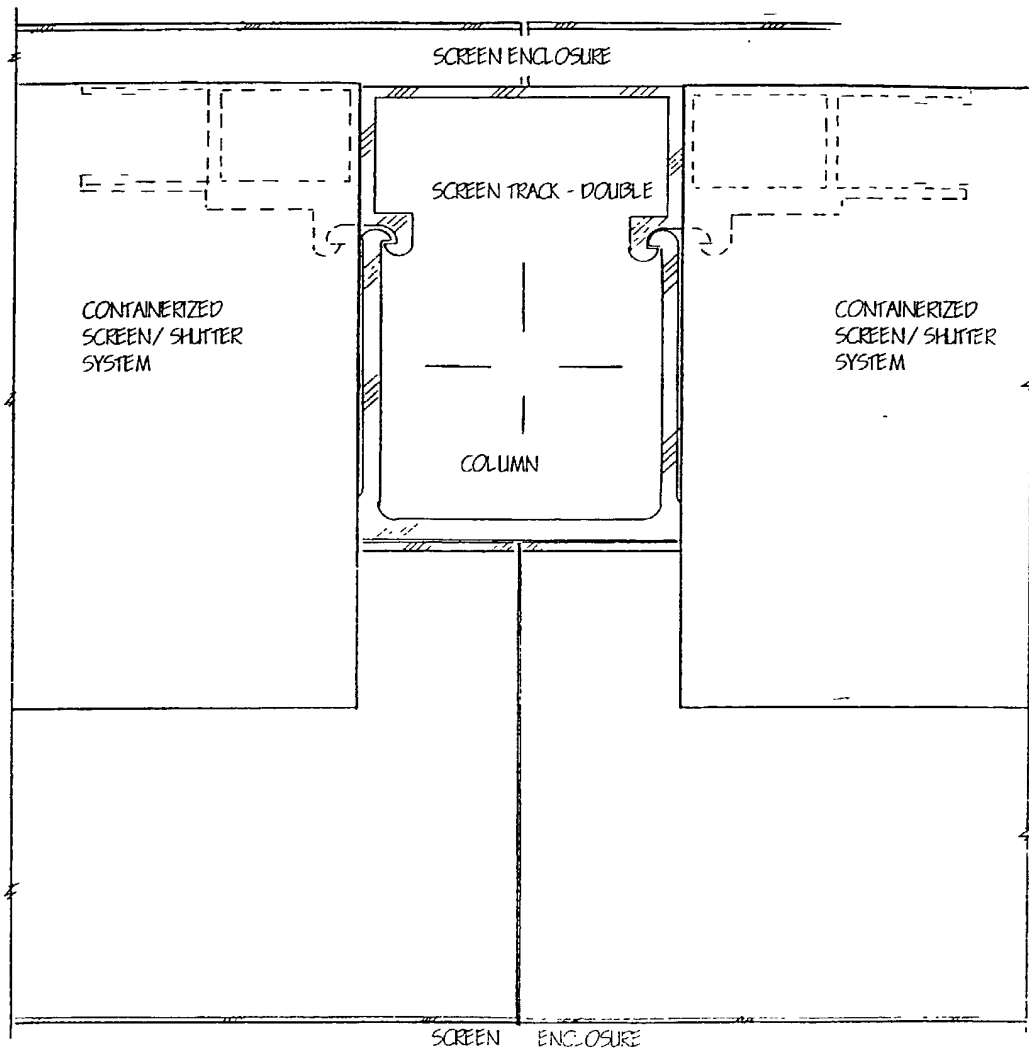 SCREEN ENCLOSURE
SCREEN TRACK - DOUBLE
CONTAINERIZED
SCREEN/ SHUTTER
SYSTEM
CONTAINERIZED
SCREEN/ SHUTTER
SYSTEM
COLUMN
SCREEN ENCLOSURE